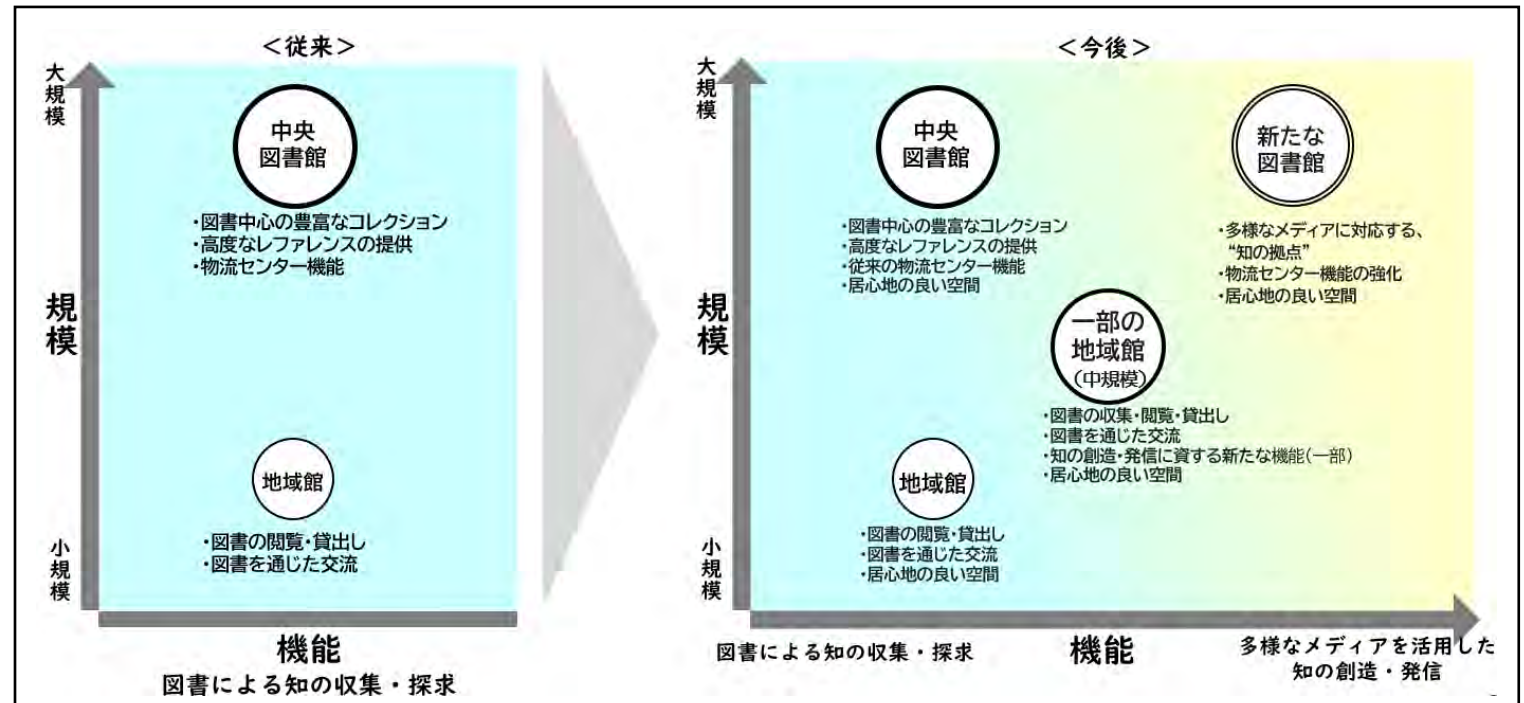 ＜従来＞
大規模
中央
図書館
・図書中心の豊富なコレクション
・高度なレファレンスの提供
・物流センター機能
規模
地域館
・図書の閲覧・貸出し
・図書を通じた交流
小規模
機能
図書による知の収集・探求
＜今後＞
大規模
中央
図書館
・図書中心の豊富なコレクション
・高度なレファレンスの提供
・従来の物流センター機能
・居心地の良い空間
新たな
図書館
・多様なメディアに対応する、
“知の拠点”
・物流センター機能の強化
・居心地の良い空間
規模
一部の
地域館
（中規模）
・図書の収集・閲覧・貸出し
・図書を通じた交流
・知の創造・発信に資する新たな機能（一部）
・居心地の良い空間
地域館
・図書の閲覧・貸出し
・図書を通じた交流
・居心地の良い空間
小規模
図書による知の収集・探求
機能
多様なメディアを活用した
知の創造・発信